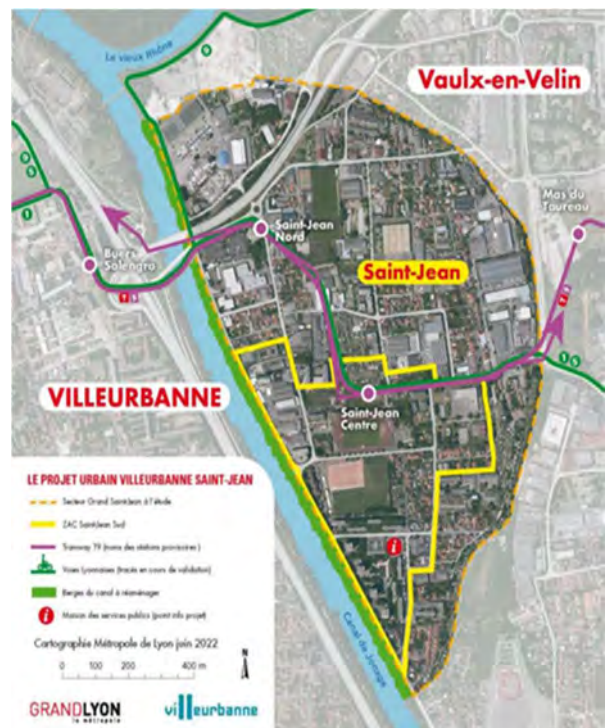 Le vieux Rhône
Vaulx-en-Velin
Mas du
Taureau
Saint-Jean
Nord
Buers
Salengro
Saint-Jean
VILLEURBANNE
Saint-Jean
Centre
LE PROJET URBAIN VILLEURBANNE SAINT-JEAN
Secteur Grand Saint-Jean à l'étude
ZAC Saint-Jean Sud
Tramway T9 (noms des stations provisoires)
Voies Lyonnaises (tracés en cours de validation)
Berges du canal à réaménager
Maison des services publics (point info projet)
Canal de Jonage
Cartographie Métropole de Lyon juin 2022
0 100 200 400 m
N
GRANDLYON
la métropole
villeurbanne